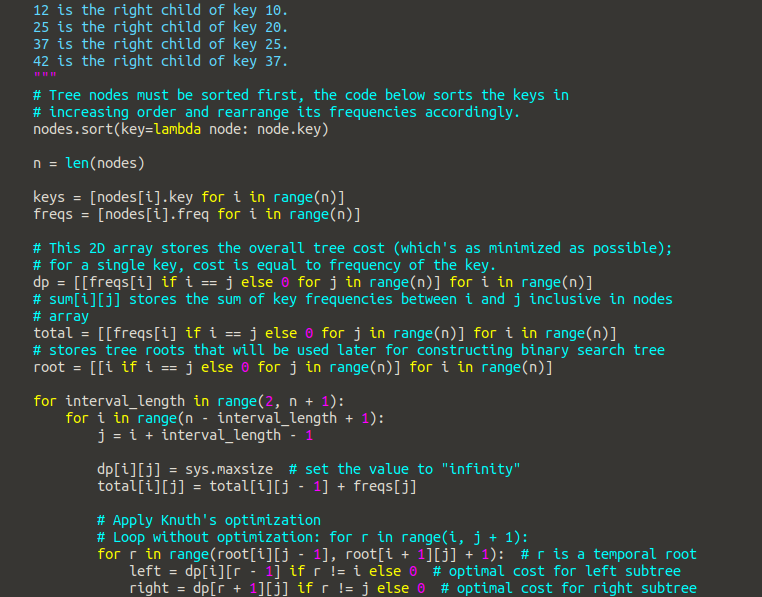 12 is the right child of key 10.
25 is the right child of key 20.
37 is the right child of key 25.
42 is the right child of key 37.
"""
# Tree nodes must be sorted first, the code below sorts the keys in
# increasing order and rearrange its frequencies accordingly.
nodes.sort(key=lambda node: node.key)
n = len(nodes)
keys = [nodes[i].key for i in range(n)]
freqs = [nodes[i].freq for i in range(n)]
# This 2D array stores the overall tree cost (which's as minimized as possible);
# for a single key, cost is equal to frequency of the key.
dp = [[freqs[i] if i == j else 0 for j in range(n)] for i in range(n)]
# sum[i][j] stores the sum of key frequencies between i and j inclusive in nodes
# array
total = [[freqs[i] if i == j else 0 for j in range(n)] for i in range(n)]
# stores tree roots that will be used later for constructing binary search tree
root = [[i if i == j else 0 for j in range(n)] for i in range(n)]
for interval_length in range(2, n + 1):
for i in range(n - interval_length + 1):
j = i + interval_length - 1
dp[i][j] = sys.maxsize  # set the value to "infinity"
total[i][j] = total[i][j - 1] + freqs[j]
# Apply Knuth's optimization
# Loop without optimization: for r in range(i, j + 1):
for r in range(root[i][j - 1], root[i + 1][j] + 1):  # r is a temporal root
left = dp[i][r - 1] if r != i else 0  # optimal cost for left subtree
right = dp[r + 1][j] if r != j else 0  # optimal cost for right subtree